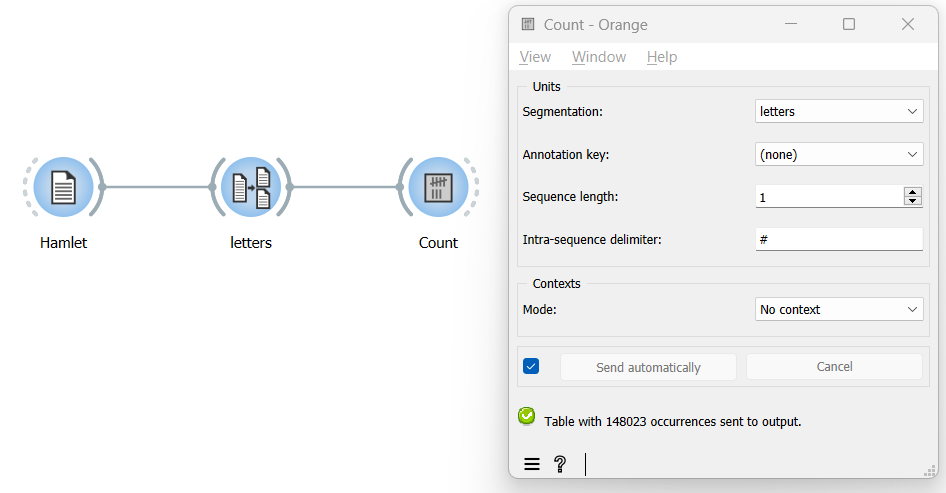 Hamlet
letters
Count
Count - Orange
View Window Help
Units
Segmentation: letters
Annotation key: (none)
Sequence length: 1
Intra-sequence delimiter: #
Contexts
Mode: No context
Send automatically Cancel
Table with 148023 occurrences sent to output.